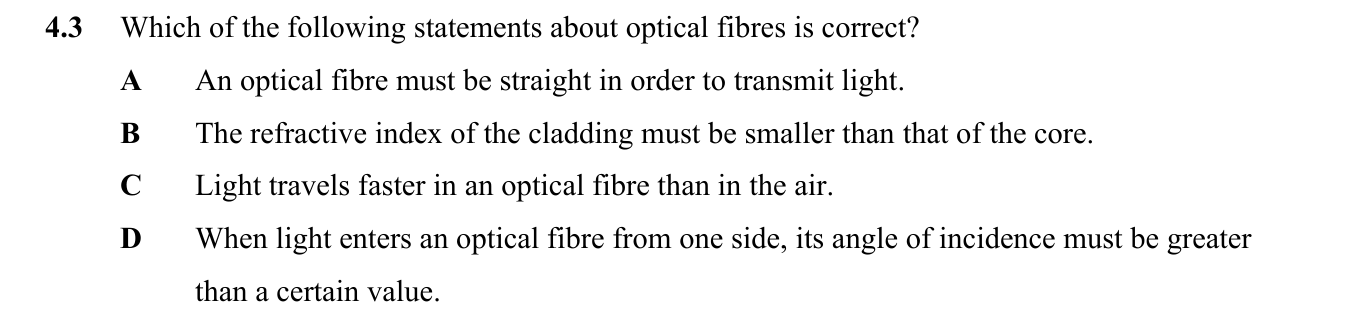 4.3 Which of the following statements about optical fibres is correct?
A An optical fibre must be straight in order to transmit light.
B The refractive index of the cladding must be smaller than that of the core.
C Light travels faster in an optical fibre than in the air.
D When light enters an optical fibre from one side, its angle of incidence must be greater
than a certain value.